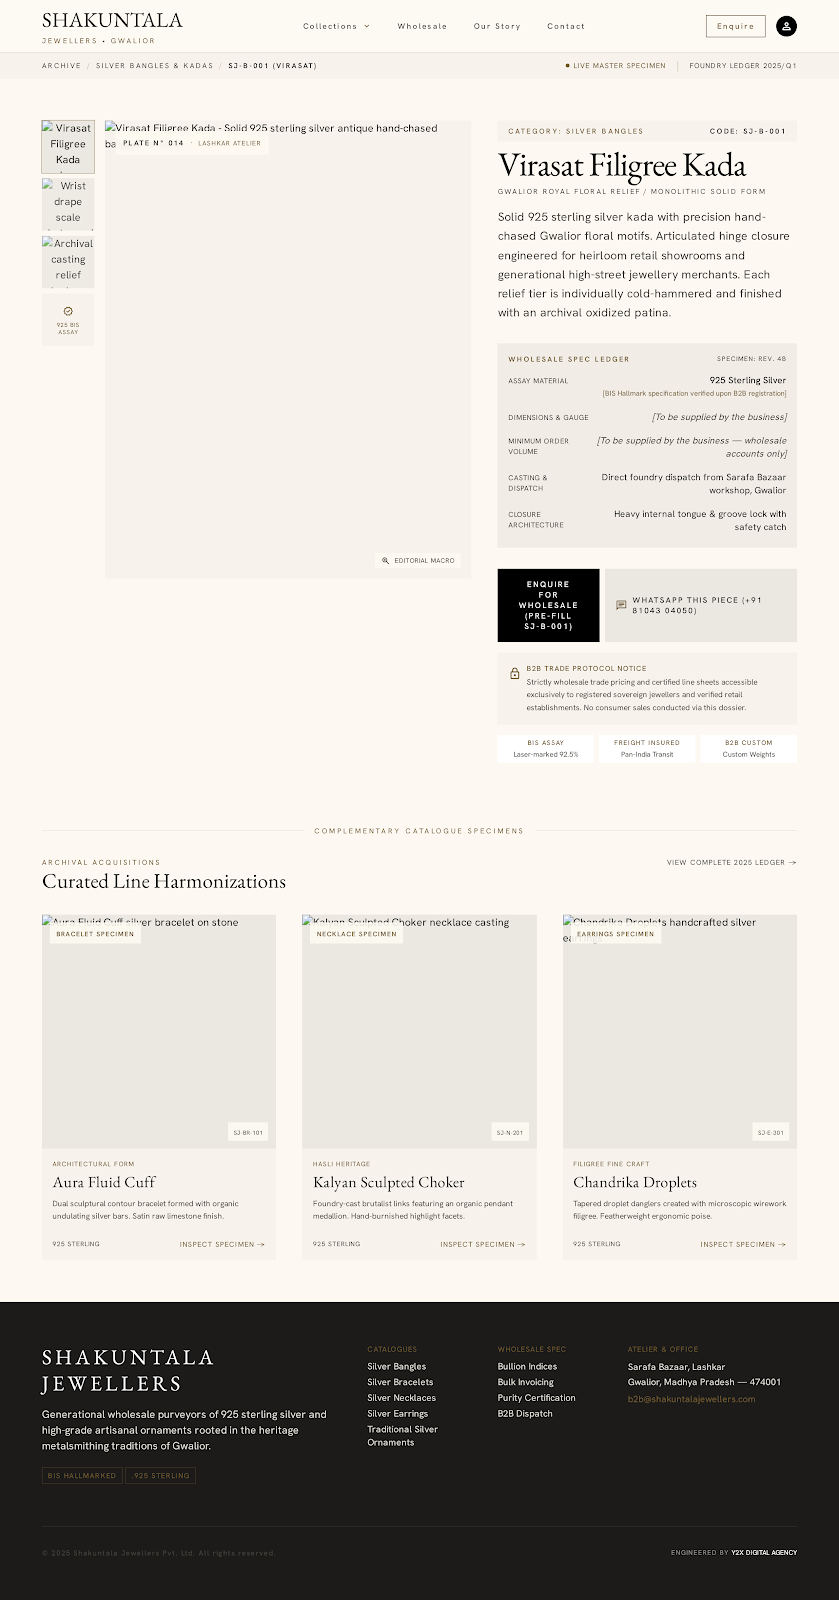 SHAKUNTALA
JEWELLERS • GWALIOR
Collections
Wholesale
Our Story
Contact
Enquire
ARCHIVE / SILVER BANGLES & KADAS / SJ-B-001 (VIRASAT)
LIVE MASTER SPECIMEN
FOUNDRY LEDGER 2025/Q1
Virasat
Filigree
Kada
Wrist
drape
scale
Archival
casting
relief
925 BIS
ASSAY
Virasat Filigree Kada - Solid 925 sterling silver antique hand-chased
PLATE N° 014 · LASHKAR ATELIER
EDITORIAL MACRO
CATEGORY: SILVER BANGLES
CODE: SJ-B-001
Virasat Filigree Kada
GWALIOR ROYAL FLORAL RELIEF / MONOLITHIC SOLID FORM
Solid 925 sterling silver kada with precision hand-
chased Gwalior floral motifs. Articulated hinge closure
engineered for heirloom retail showrooms and
generational high-street jewellery merchants. Each
relief tier is individually cold-hammered and finished
with an archival oxidized patina.
WHOLESALE SPEC LEDGER
SPECIMEN: REV. 4B
ASSAY MATERIAL
925 Sterling Silver
[BIS Hallmark specification verified upon B2B registration]
DIMENSIONS & GAUGE
[To be supplied by the business]
MINIMUM ORDER
VOLUME
[To be supplied by the business — wholesale
accounts only]
CASTING &
DISPATCH
Direct foundry dispatch from Sarafa Bazaar
workshop, Gwalior
CLOSURE
ARCHITECTURE
Heavy internal tongue & groove lock with
safety catch
ENQUIRE
FOR
WHOLESALE
(PRE-FILL
SJ-B-001)
WHATSAPP THIS PIECE (+91
81043 04050)
B2B TRADE PROTOCOL NOTICE
Strictly wholesale trade pricing and certified line sheets accessible
exclusively to registered sovereign jewellers and verified retail
establishments. No consumer sales conducted via this dossier.
BIS ASSAY
Laser-marked 92.5%
FREIGHT INSURED
Pan-India Transit
B2B CUSTOM
Custom Weights
COMPLEMENTARY CATALOGUE SPECIMENS
ARCHIVAL ACQUISITIONS
Curated Line Harmonizations
VIEW COMPLETE 2025 LEDGER →
Aura Fluid Cuff silver bracelet on stone
BRACELET SPECIMEN
SJ-BR-101
ARCHITECTURAL FORM
Aura Fluid Cuff
Dual sculptural contour bracelet formed with organic
undulating silver bars. Satin raw limestone finish.
925 STERLING
INSPECT SPECIMEN →
Kalyan Sculpted Choker necklace casting
NECKLACE SPECIMEN
SJ-N-201
HASLI HERITAGE
Kalyan Sculpted Choker
Foundry-cast brutalist links featuring an organic pendant
medallion. Hand-burnished highlight facets.
925 STERLING
INSPECT SPECIMEN →
Chandrika Droplets handcrafted silver
EARRINGS SPECIMEN
SJ-E-301
FILIGREE FINE CRAFT
Chandrika Droplets
Tapered droplet danglers created with microscopic wirework
filigree. Featherweight ergonomic poise.
925 STERLING
INSPECT SPECIMEN →
SHAKUNTALA
JEWELLERS
Generational wholesale purveyors of 925 sterling silver and
high-grade artisanal ornaments rooted in the heritage
metalsmithing traditions of Gwalior.
BIS HALLMARKED
.925 STERLING
CATALOGUES
Silver Bangles
Silver Bracelets
Silver Necklaces
Silver Earrings
Traditional Silver
Ornaments
WHOLESALE SPEC
Bullion Indices
Bulk Invoicing
Purity Certification
B2B Dispatch
ATELIER & OFFICE
Sarafa Bazaar, Lashkar
Gwalior, Madhya Pradesh — 474001
b2b@shakuntalajewellers.com
© 2025 Shakuntala Jewellers Pvt. Ltd. All rights reserved.
ENGINEERED BY Y2X DIGITAL AGENCY